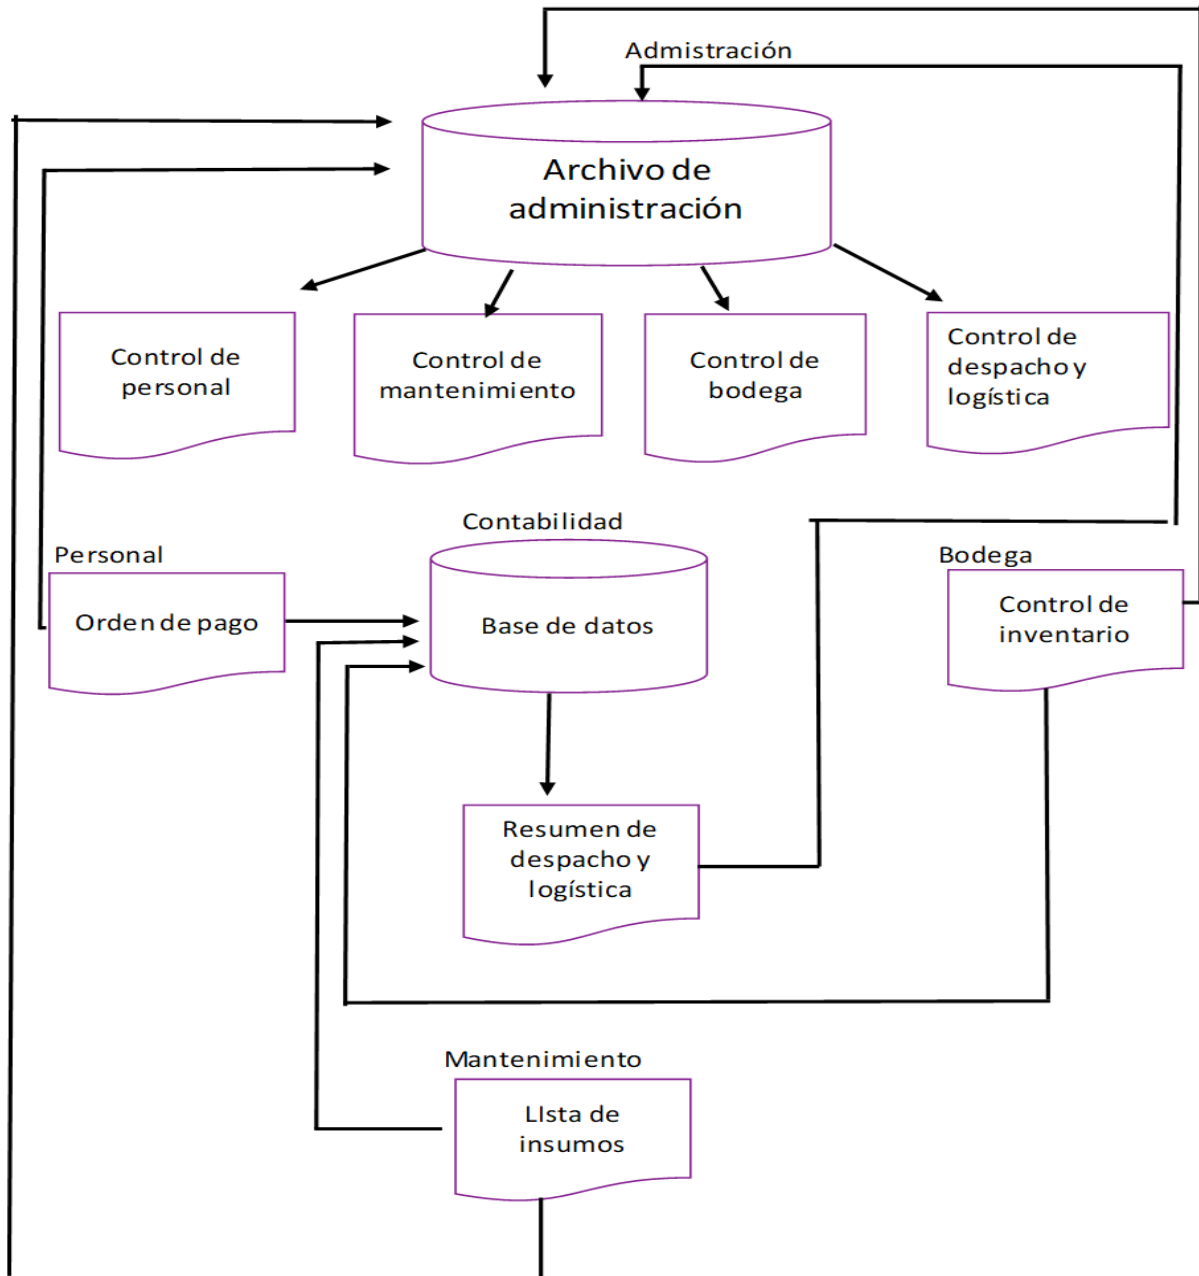 Admistración
Archivo de
administración
Control de
personal
Control de
mantenimiento
Control de
bodega
Control de
despacho y
logística
Contabilidad
Personal
Bodega
Orden de pago
Base de datos
Control de
inventario
Resumen de
despacho y
logística
Mantenimiento
LIsta de
insumos